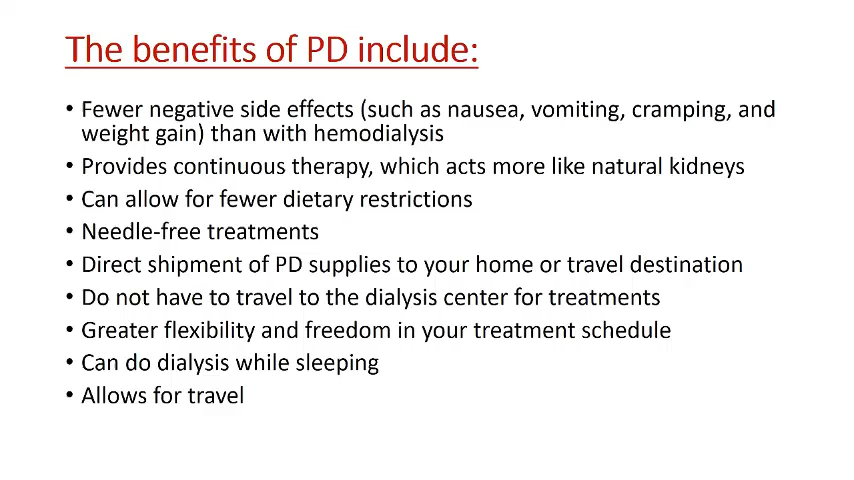 The benefits of PD include:
• Fewer negative side effects (such as nausea, vomiting, cramping, and
weight gain) than with hemodialysis
• Provides continuous therapy, which acts more like natural kidneys
• Can allow for fewer dietary restrictions
• Needle-free treatments
• Direct shipment of PD supplies to your home or travel destination
• Do not have to travel to the dialysis center for treatments
• Greater flexibility and freedom in your treatment schedule
• Can do dialysis while sleeping
• Allows for travel